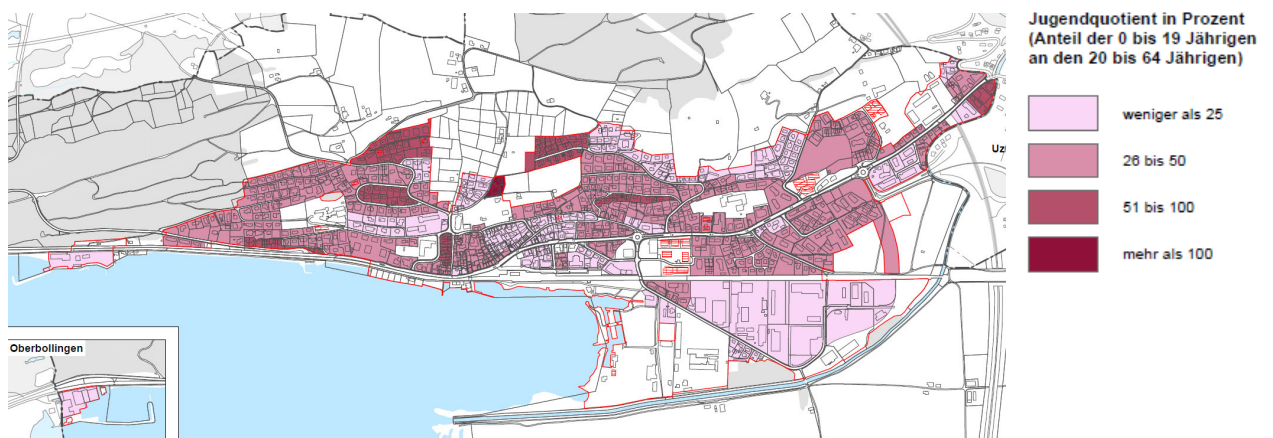 Jugendquotient in Prozent
(Anteil der 0 bis 19 Jährigen
an den 20 bis 64 Jährigen)
weniger als 25
26 bis 50
51 bis 100
mehr als 100
Uz
Oberbollingen